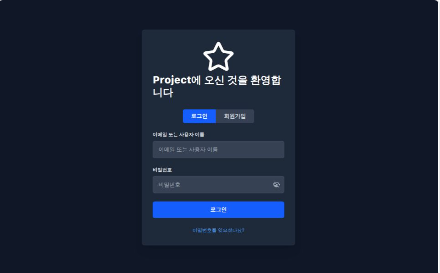 Project에 오신 것을 환영합
니다
로그인
회원가입
이메일 또는 사용자 이름
이메일 또는 사용자 이름
비밀번호
비밀번호
로그인
비밀번호를 잊으셨나요?